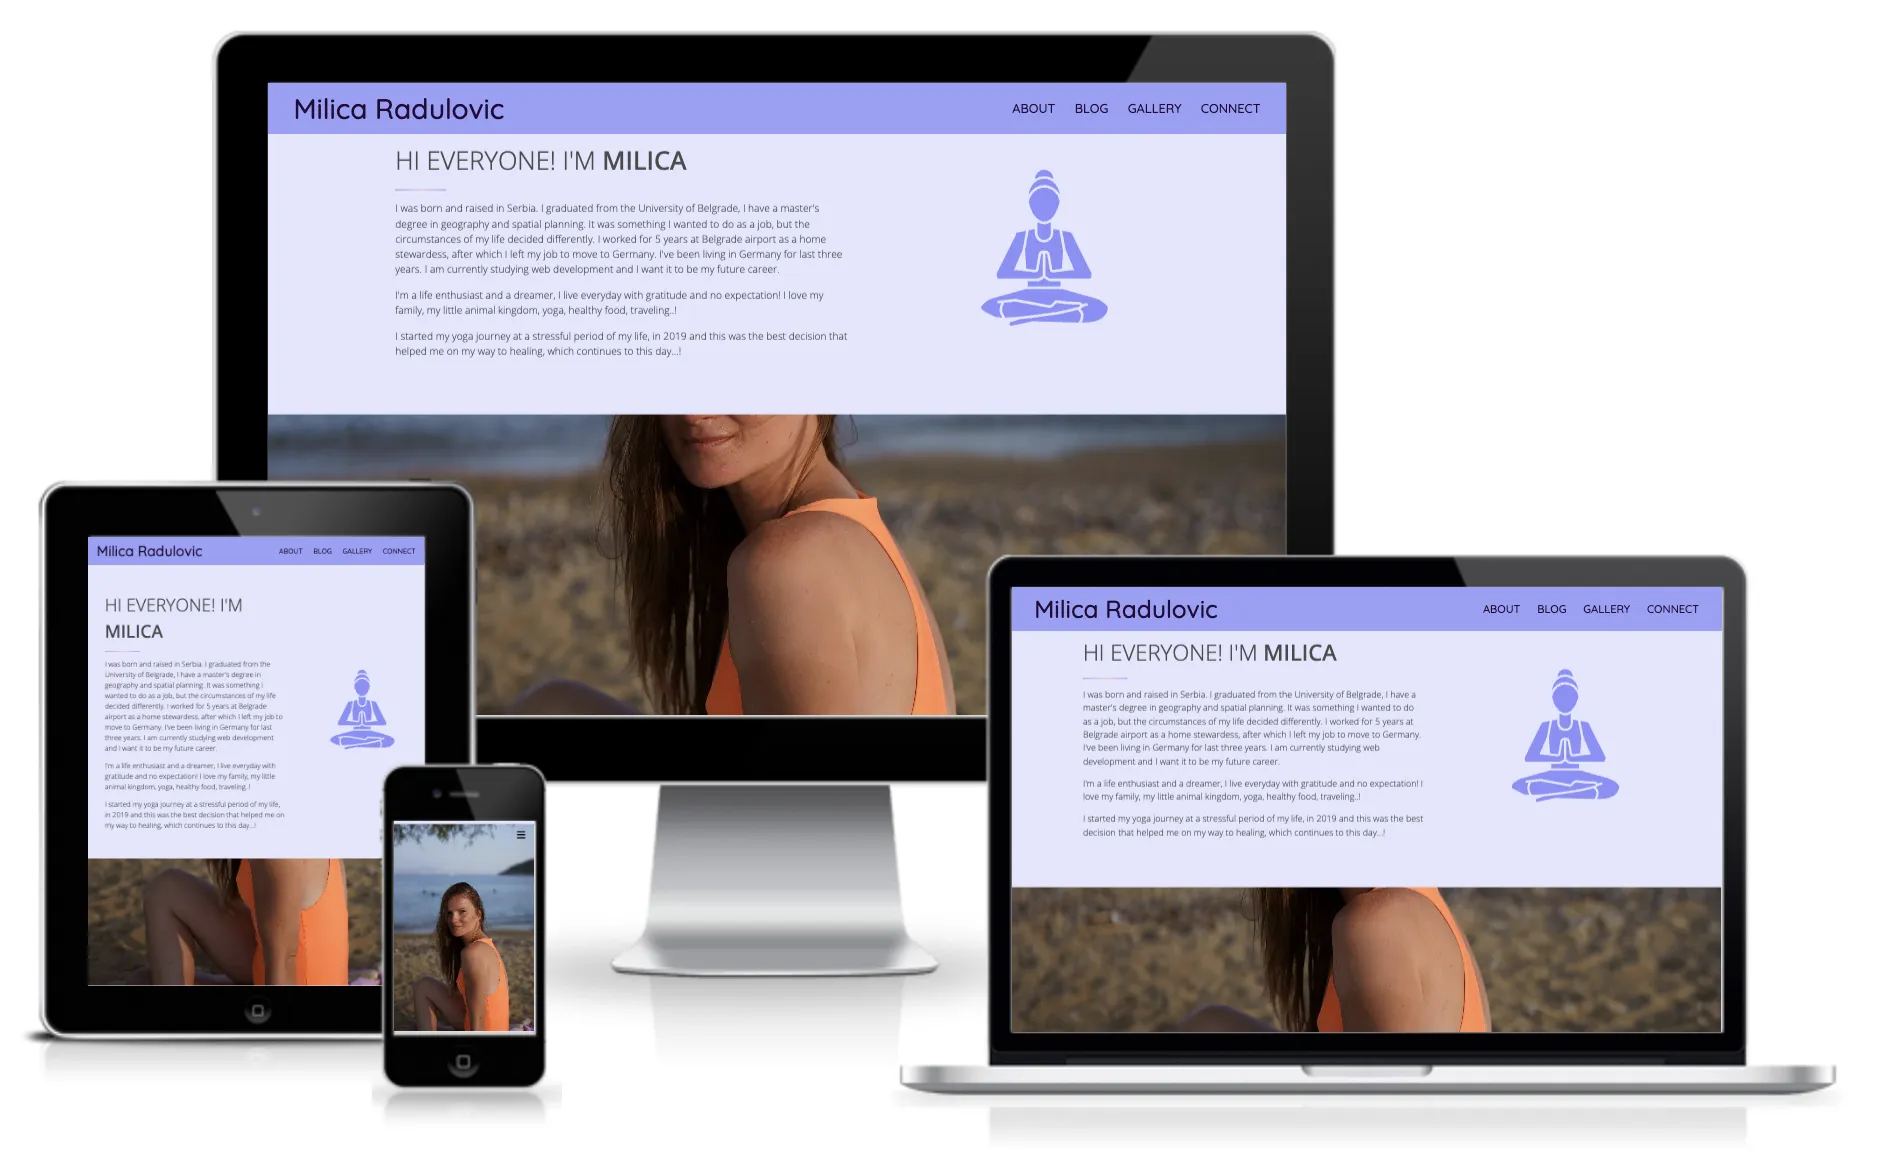 Milica Radulovic
ABOUT BLOG GALLERY CONNECT
HI EVERYONE! I'M MILICA
I was born and raised in Serbia. I graduated from the University of Belgrade, I have a master's
degree in geography and spatial planning. It was something I wanted to do as a job, but the
circumstances of my life decided differently. I worked for 5 years at Belgrade airport as a home
stewardess, after which I left my job to move to Germany. I've been living in Germany for last three
years. I am currently studying web development and I want it to be my future career.
I'm a life enthusiast and a dreamer, I live everyday with gratitude and no expectation! I love my
family, my little animal kingdom, yoga, healthy food, traveling..!
I started my yoga journey at a stressful period of my life, in 2019 and this was the best decision that
helped me on my way to healing, which continues to this day...!
Milica Radulovic
ABOUT BLOG GALLERY CONNECT
HI EVERYONE! I'M
MILICA
I was born and raised in Serbia. I graduated from the
University of Belgrade, I have a master's degree in
geography and spatial planning. It was something I
wanted to do as a job, but the circumstances of my life
decided differently. I worked for 5 years at Belgrade
airport as a home stewardess, after which I left my job to
move to Germany. I've been living in Germany for last
three years. I am currently studying web development
and I want it to be my future career.
I'm a life enthusiast and a dreamer, I live everyday with
gratitude and no expectation! I love my family, my little
animal kingdom, yoga, healthy food, traveling..!
I started my yoga journey at a stressful period of my life,
in 2019 and this was the best decision that helped me on
my way to healing, which continues to this day...!
Milica Radulovic
ABOUT BLOG GALLERY CONNECT
HI EVERYONE! I'M MILICA
I was born and raised in Serbia. I graduated from the University of Belgrade, I have a
master's degree in geography and spatial planning. It was something I wanted to do
as a job, but the circumstances of my life decided differently. I worked for 5 years at
Belgrade airport as a home stewardess, after which I left my job to move to Germany.
I've been living in Germany for last three years. I am currently studying web
development and I want it to be my future career.
I'm a life enthusiast and a dreamer, I live everyday with gratitude and no expectation! I
love my family, my little animal kingdom, yoga, healthy food, traveling..!
I started my yoga journey at a stressful period of my life, in 2019 and this was the best
decision that helped me on my way to healing, which continues to this day...!